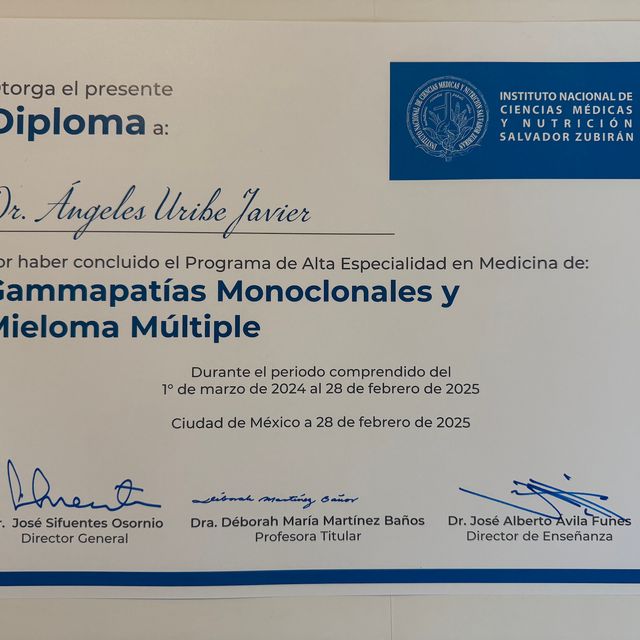 torga el presente
Diploma a:
INSTITUTO NACIONAL DE
CIENCIAS MÉDICAS
Y NUTRICIÓN
SALVADOR ZUBIRÁN
Dr. Ángeles Uribe Javier
or haber concluido el Programa de Alta Especialidad en Medicina de:
Gammapatías Monoclonales y
Mieloma Múltiple
Durante el periodo comprendido del
1° de marzo de 2024 al 28 de febrero de 2025
Ciudad de México a 28 de febrero de 2025
Déborah Martínez Baños
r. José Sifuentes Osornio
Director General
Dra. Déborah María Martínez Baños
Profesora Titular
Dr. José Alberto Ávila Funes
Director de Enseñanza